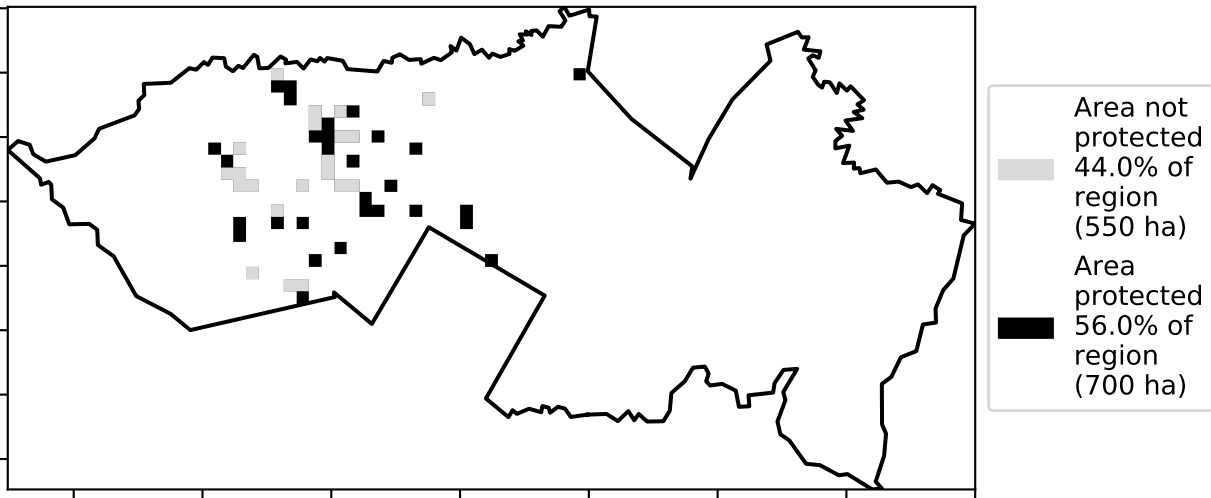 Area not
protected
44.0% of
region
(550 ha)
Area
protected
56.0% of
region
(700 ha)